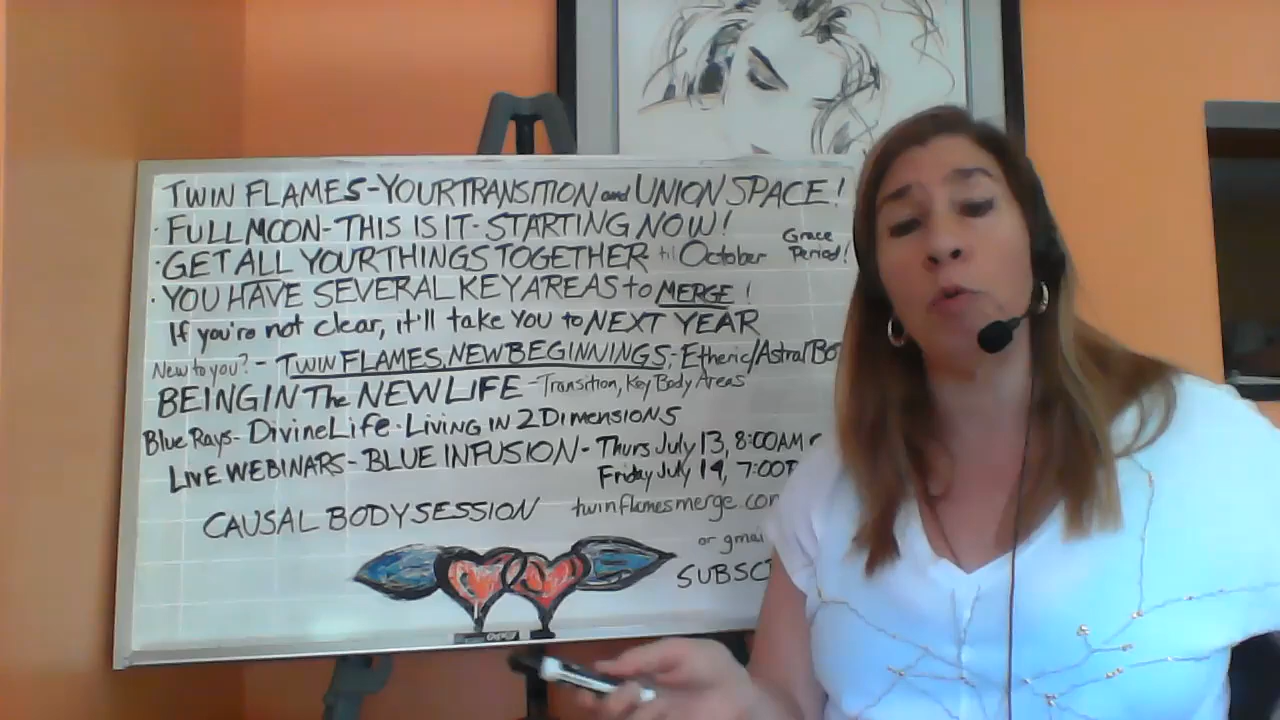 TWIN FLAMES-YOUR TRANSITION and UNION SPACE!
· FULL MOON-THIS IS IT-STARTING NOW!
· GET ALL YOUR THINGS TOGETHER til October Grace Period!
· YOU HAVE SEVERAL KEY AREAS to MERGE!
If you're not clear, it'll take YOU to NEXT YEAR
New to you? - TWIN FLAMES, NEW BEGINNINGS, - Etheric/Astral
BEING IN The NEW LIFE - Transition, Key Body Areas
Blue Rays - Divine Life · Living IN 2 Dimensions
LIVE WEBINARS - BLUE INFUSION - Thurs July 13, 8:00AM
Friday July 14, 7:00
CAUSAL BODY SESSION twinflamesmerge.com
or